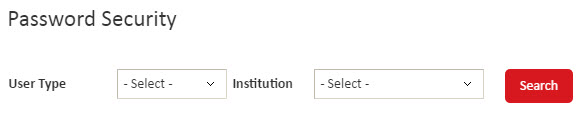 Password Security
User Type - Select - Institution - Select - Search